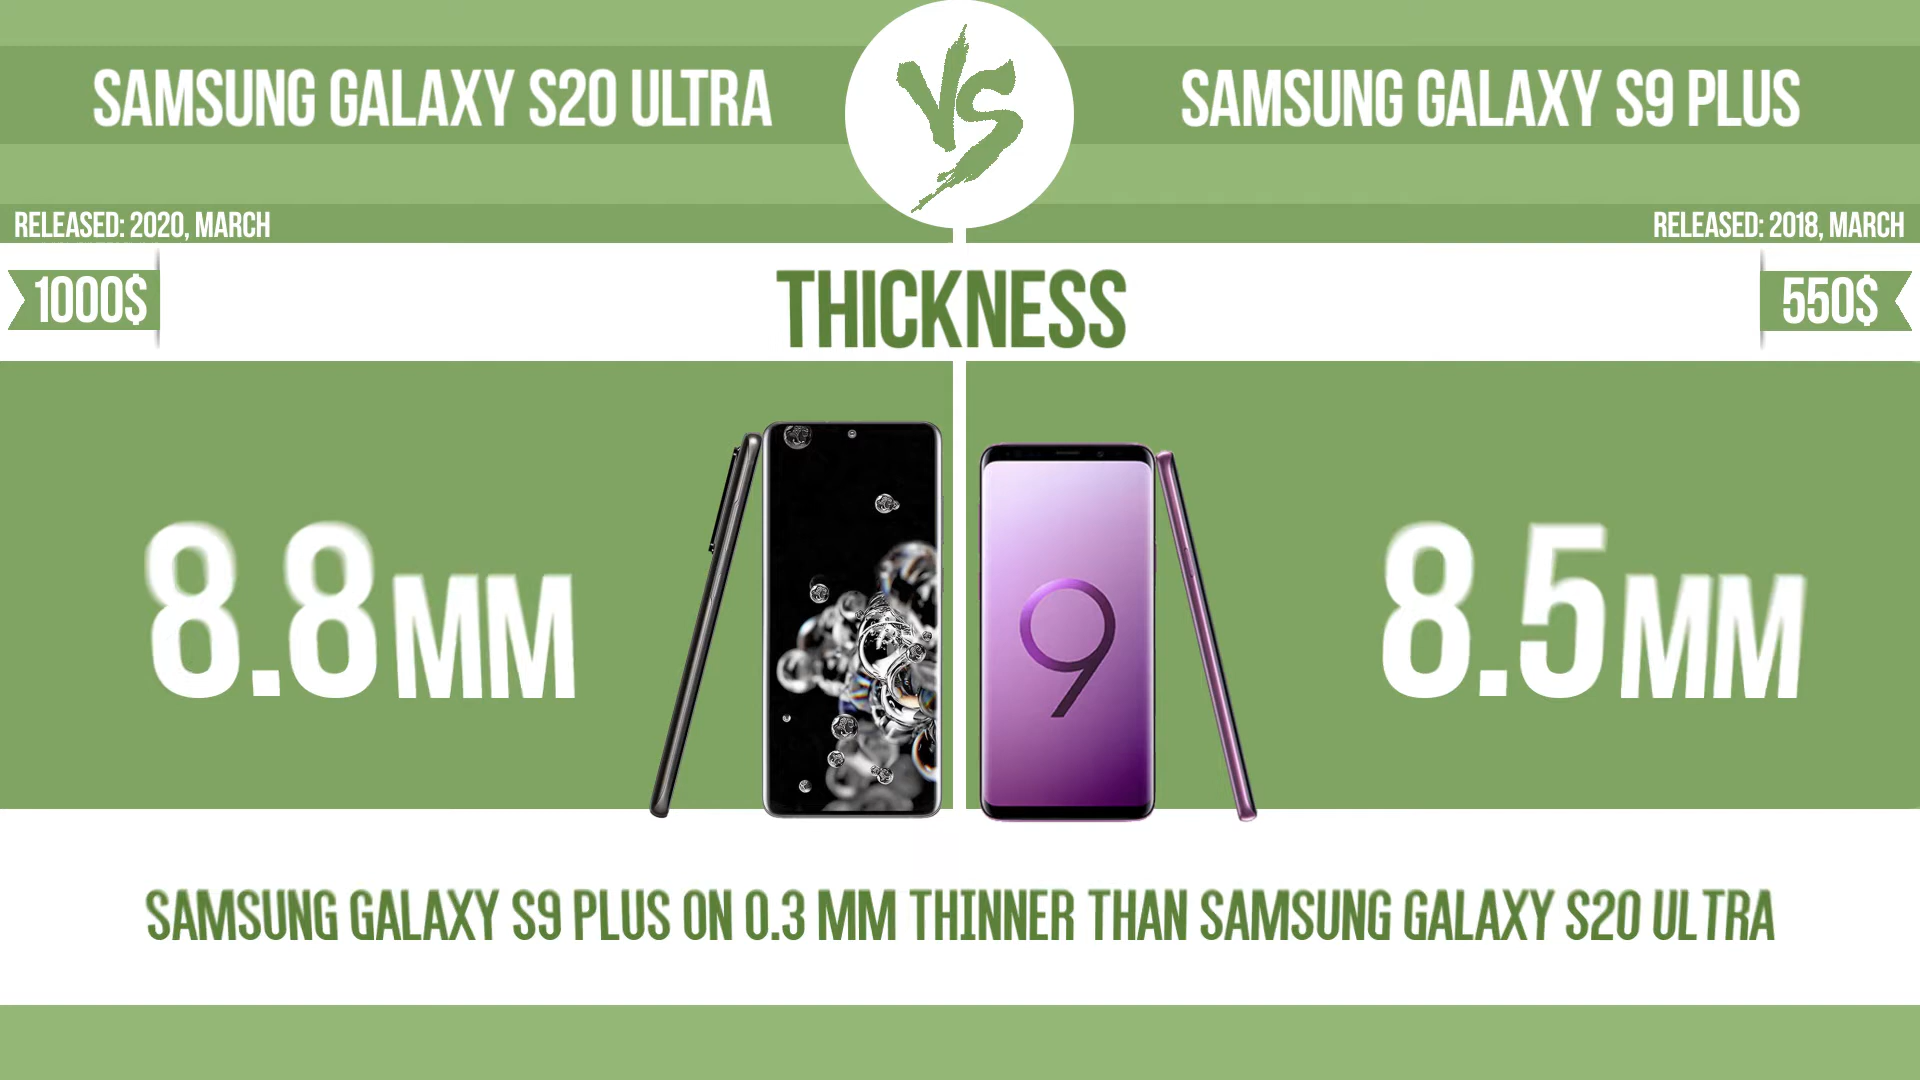 SAMSUNG GALAXY S20 ULTRA
VS
SAMSUNG GALAXY S9 PLUS
RELEASED: 2020, MARCH
RELEASED: 2018, MARCH
1000$
THICKNESS
550$
8.8MM
9
8.5MM
SAMSUNG GALAXY S9 PLUS ON 0.3 MM THINNER THAN SAMSUNG GALAXY S20 ULTRA